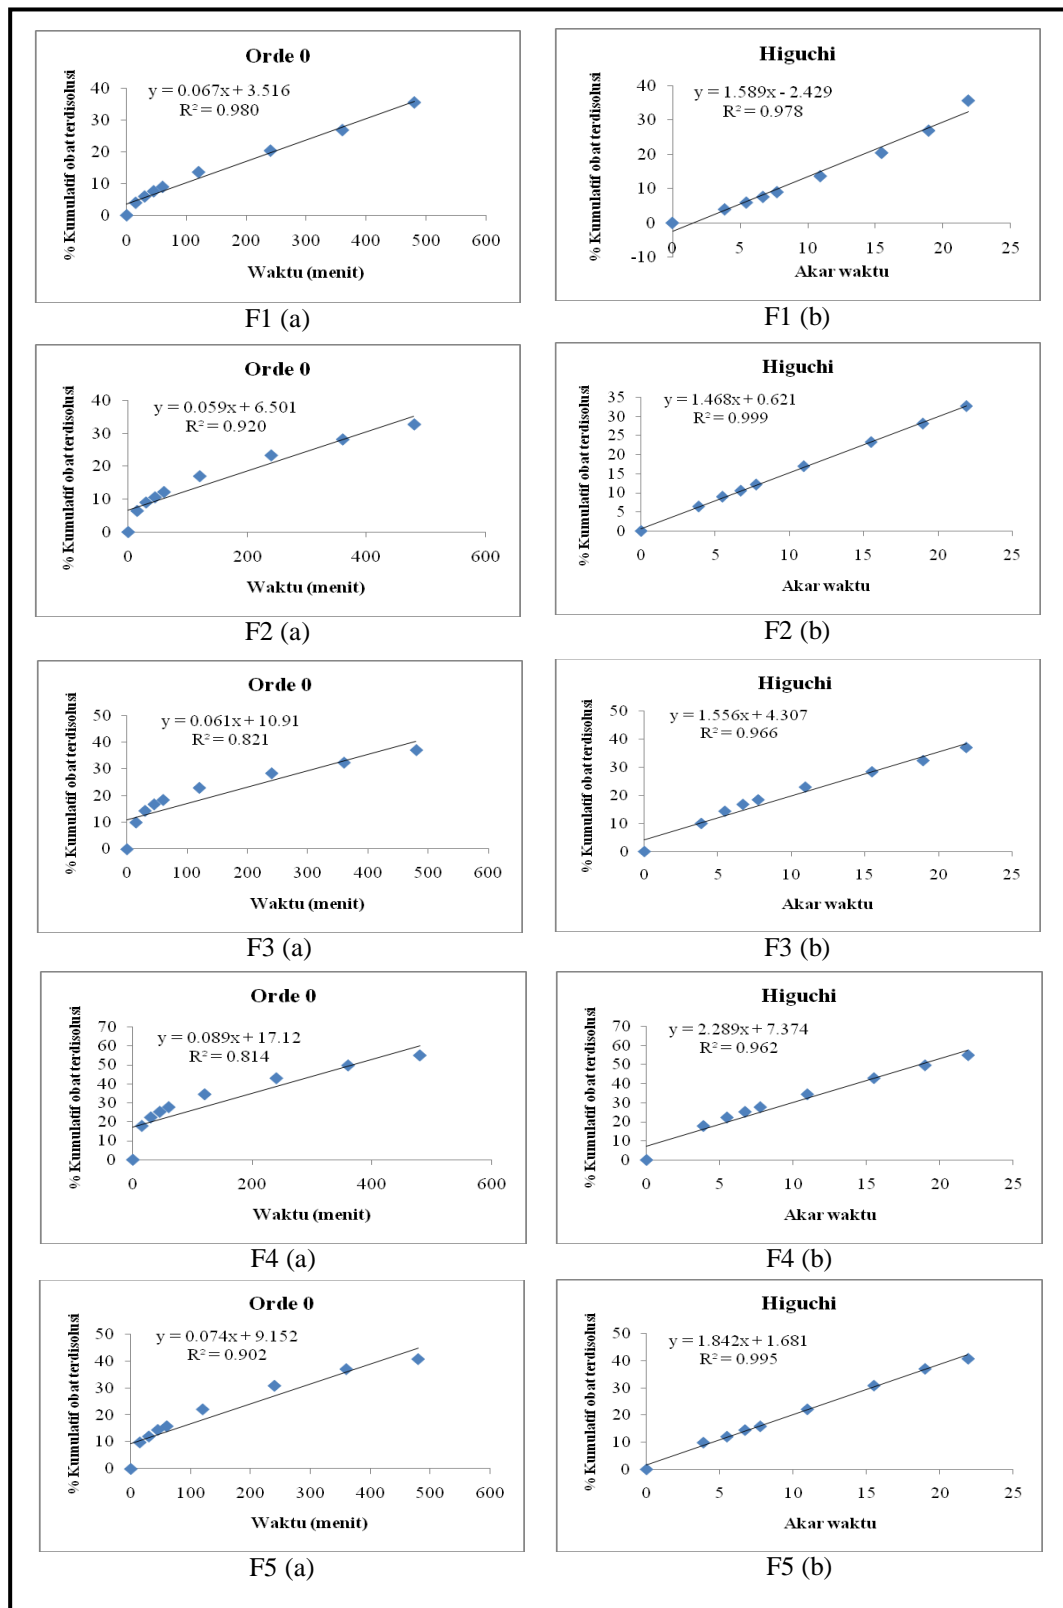 Orde 0
% Kumulatif obat terdisolusi
y = 0.067x + 3.516
R² = 0.980
40
30
20
10
0
0 100 200 300 400 500 600
Waktu (menit)
F1 (a)
Higuchi
% Kumulatif obat terdisolusi
y = 1.589x - 2.429
R² = 0.978
40
30
20
10
0
-10
0 5 10 15 20 25
Akar waktu
F1 (b)
Orde 0
% Kumulatif obat terdisolusi
y = 0.059x + 6.501
R² = 0.920
40
30
20
10
0
0 200 400 600
Waktu (menit)
F2 (a)
Higuchi
% Kumulatif obat terdisolusi
y = 1.468x + 0.621
R² = 0.999
35
30
25
20
15
10
5
0
0 5 10 15 20 25
Akar waktu
F2 (b)
Orde 0
% Kumulatif obat terdisolusi
y = 0.061x + 10.91
R² = 0.821
50
40
30
20
10
0
0 100 200 300 400 500 600
Waktu (menit)
F3 (a)
Higuchi
% Kumulatif obat terdisolusi
y = 1.556x + 4.307
R² = 0.966
50
40
30
20
10
0
0 5 10 15 20 25
Akar waktu
F3 (b)
Orde 0
% Kumulatif obat terdisolusi
y = 0.089x + 17.12
R² = 0.814
70
60
50
40
30
20
10
0
0 200 400 600
Waktu (menit)
F4 (a)
Higuchi
% Kumulatif obat terdisolusi
y = 2.289x + 7.374
R² = 0.962
70
60
50
40
30
20
10
0
0 5 10 15 20 25
Akar waktu
F4 (b)
Orde 0
% Kumulatif obat terdisolusi
y = 0.074x + 9.152
R² = 0.902
50
40
30
20
10
0
0 100 200 300 400 500 600
Waktu (menit)
F5 (a)
Higuchi
% Kumulatif obat terdisolusi
y = 1.842x + 1.681
R² = 0.995
50
40
30
20
10
0
0 5 10 15 20 25
Akar waktu
F5 (b)